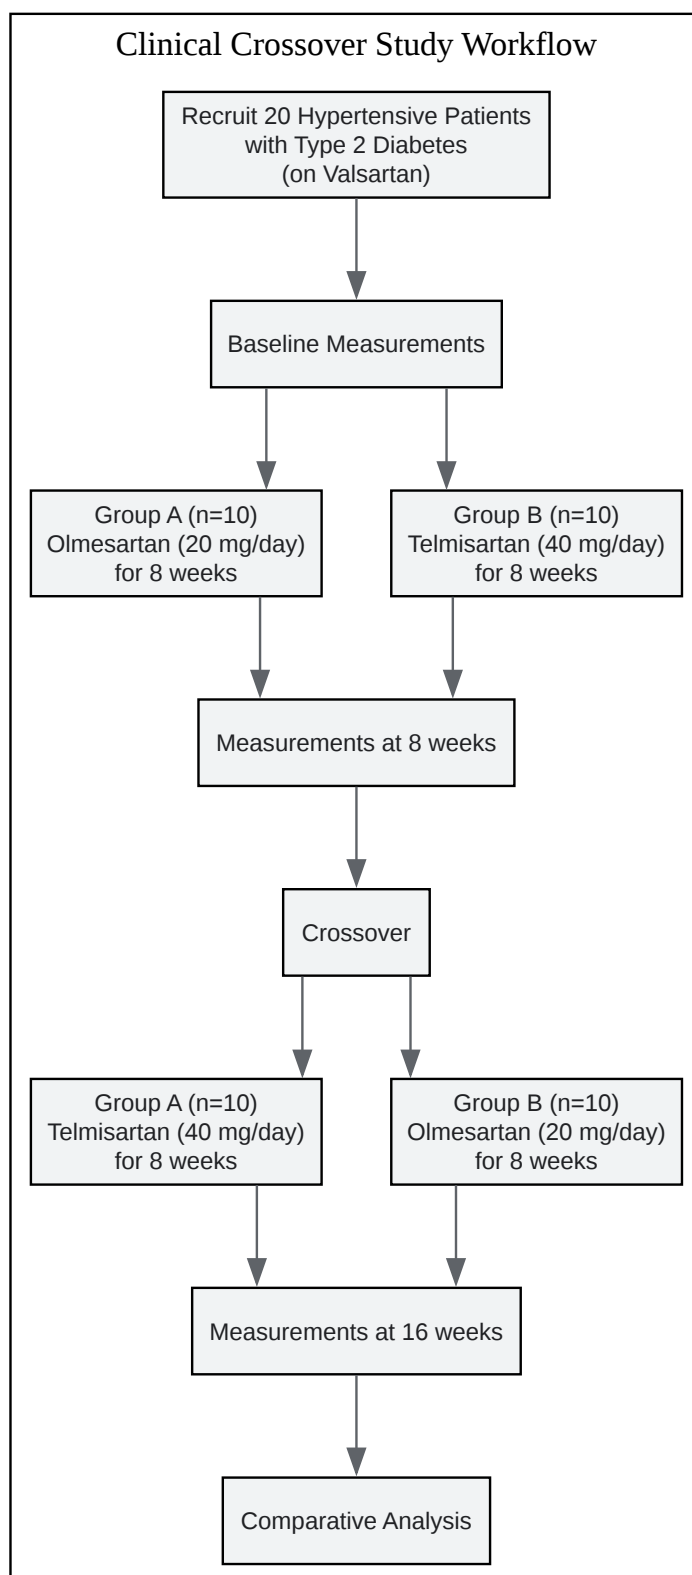 Clinical Crossover Study Workflow
Recruit 20 Hypertensive Patients
with Type 2 Diabetes
(on Valsartan)
Baseline Measurements
Group A (n=10)
Olmesartan (20 mg/day)
for 8 weeks
Group B (n=10)
Telmisartan (40 mg/day)
for 8 weeks
Measurements at 8 weeks
Crossover
Group A (n=10)
Telmisartan (40 mg/day)
for 8 weeks
Group B (n=10)
Olmesartan (20 mg/day)
for 8 weeks
Measurements at 16 weeks
Comparative Analysis